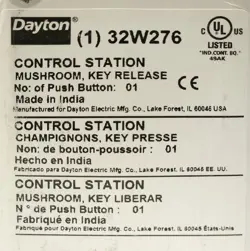 Dayton® (1) 32W276
C UL US
LISTED
"IND.CONT. EQ."
45AK
CONTROL STATION
MUSHROOM, KEY RELEASE
No: of Push Button: 01
CE
Made in India
Manufactured for Dayton Electric Mfg. Co., Lake Forest, IL 60045 USA
CONTROL STATION
CHAMPIGNONS, KEY PRESSE
Non: de bouton-poussoir : 01
Hecho en India
Fabricado para Dayton Electric Mfg. Co., Lake Forest, IL 60045 EE. UU.
CONTROL STATION
MUSHROOM, KEY LIBERAR
N ° de Push Button : 01
Fabriqué en India
Fabriqué pour Dayton Electric Mfg. Co., Lake Forest, IL 60045 États-Unis